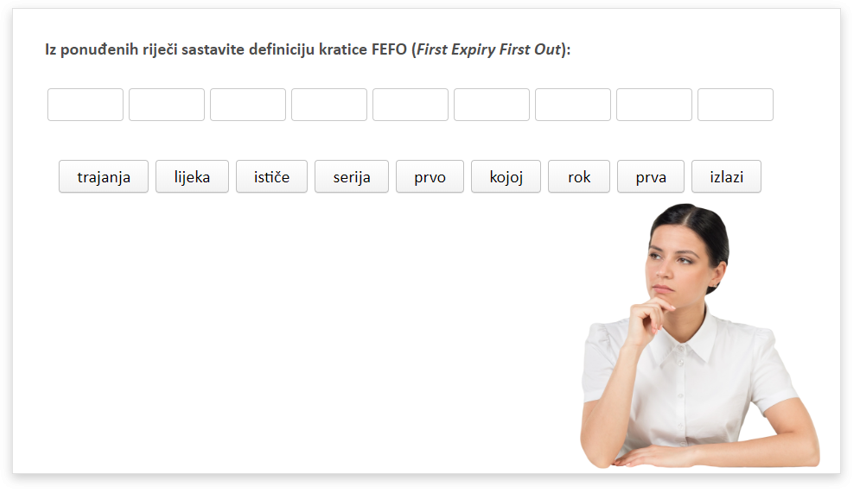 Iz ponuđenih riječi sastavite definiciju kratice FEFO (First Expiry First Out):
trajanja lijeka ističe serija prvo kojoj rok prva izlazi